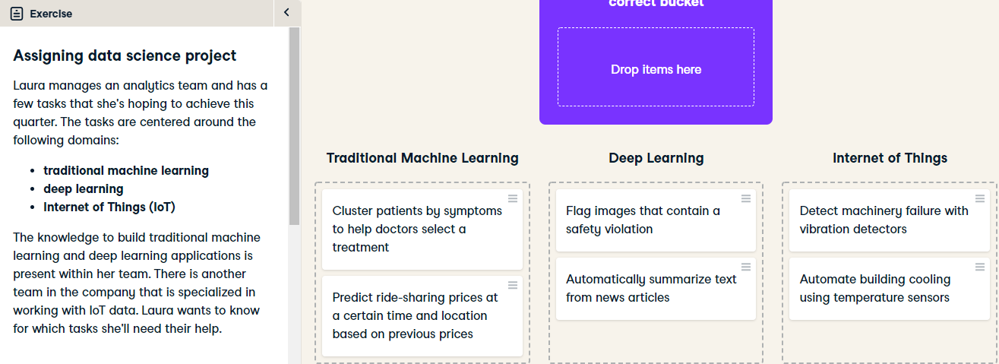 Exercise
Assigning data science project
Laura manages an analytics team and has a
few tasks that she's hoping to achieve this
quarter. The tasks are centered around the
following domains:
• traditional machine learning
• deep learning
• Internet of Things (IoT)
The knowledge to build traditional machine
learning and deep learning applications is
present within her team. There is another
team in the company that is specialized in
working with IoT data. Laura wants to know
for which tasks she'll need their help.
correct bucket
Drop items here
Traditional Machine Learning
Cluster patients by symptoms
to help doctors select a
treatment
Predict ride-sharing prices at
a certain time and location
based on previous prices
Deep Learning
Flag images that contain a
safety violation
Automatically summarize text
from news articles
Internet of Things
Detect machinery failure with
vibration detectors
Automate building cooling
using temperature sensors